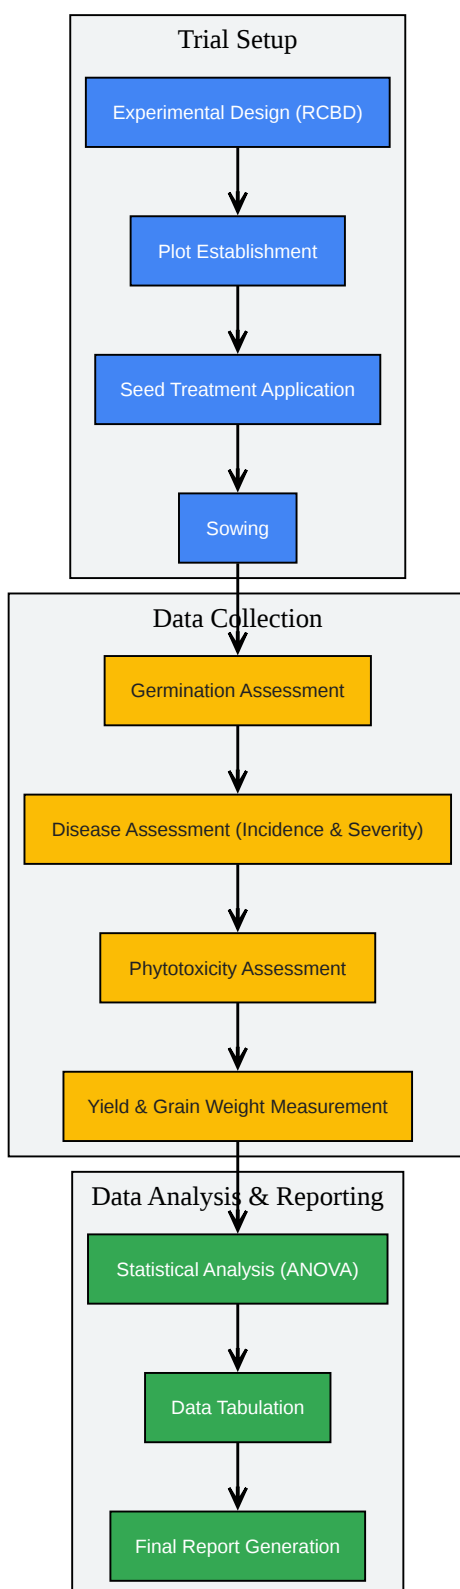 Trial Setup
Experimental Design (RCBD)
Plot Establishment
Seed Treatment Application
Sowing
Data Collection
Germination Assessment
Disease Assessment (Incidence & Severity)
Phytotoxicity Assessment
Yield & Grain Weight Measurement
Data Analysis & Reporting
Statistical Analysis (ANOVA)
Data Tabulation
Final Report Generation